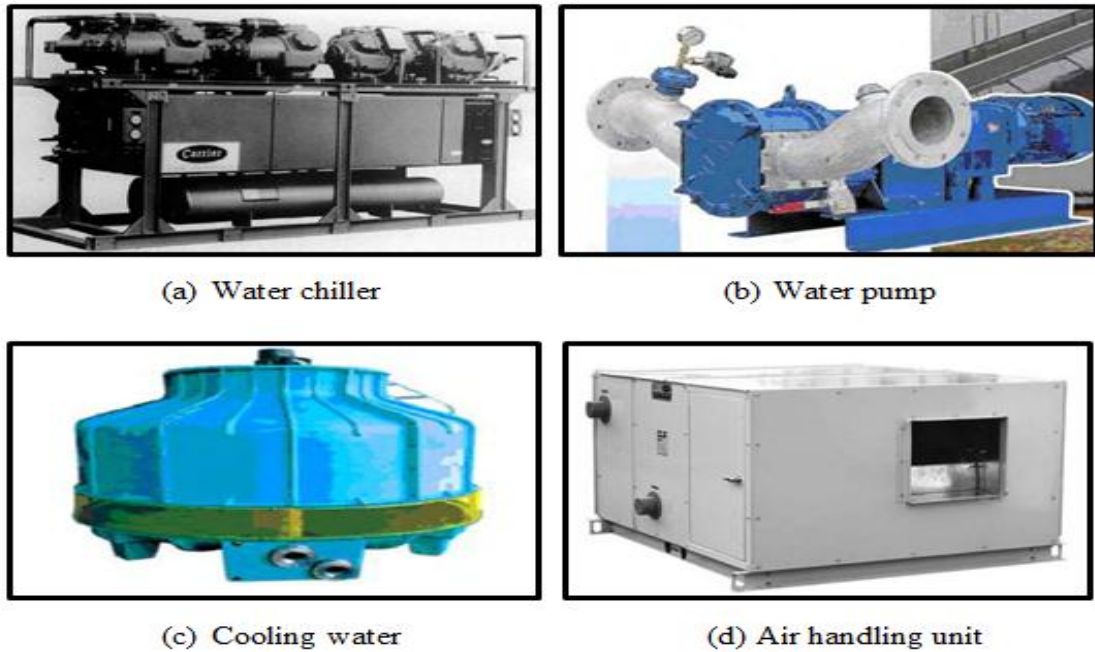 Carrier
(a) Water chiller
(b) Water pump
(c) Cooling water
(d) Air handling unit